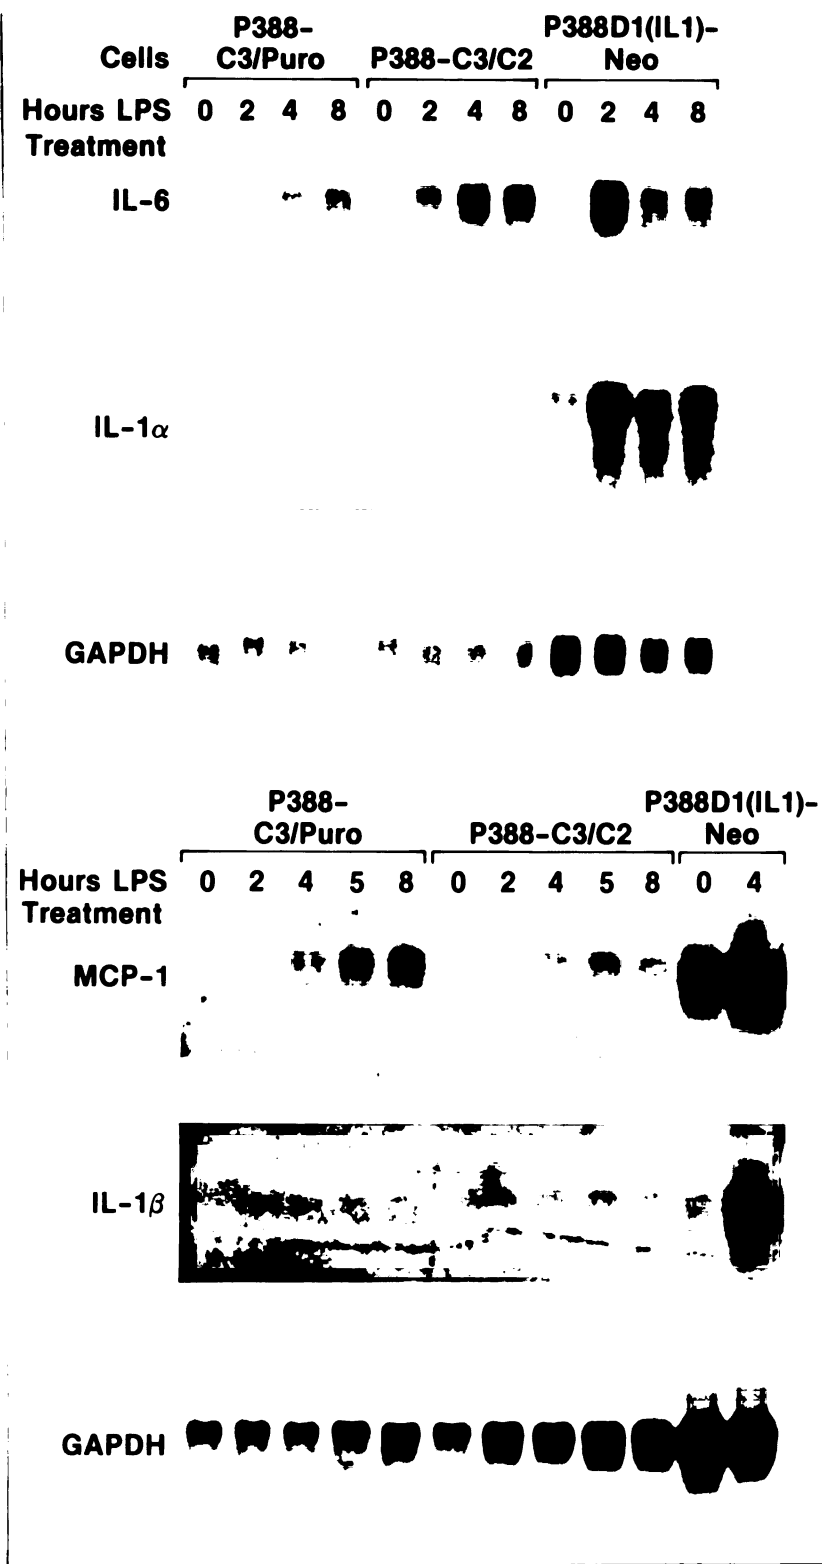 P388-
P388D1(IL1)-
Cells C3/Puro P388-C3/C2 Neo
Hours LPS 0 2 4 8 0 2 4 8 0 2 4 8
Treatment
IL-6
IL-1α
GAPDH
P388- P388D1(IL1)-
C3/Puro P388-C3/C2 Neo
Hours LPS 0 2 4 5 8 0 2 4 5 8 0 4
Treatment
MCP-1
IL-1β
GAPDH